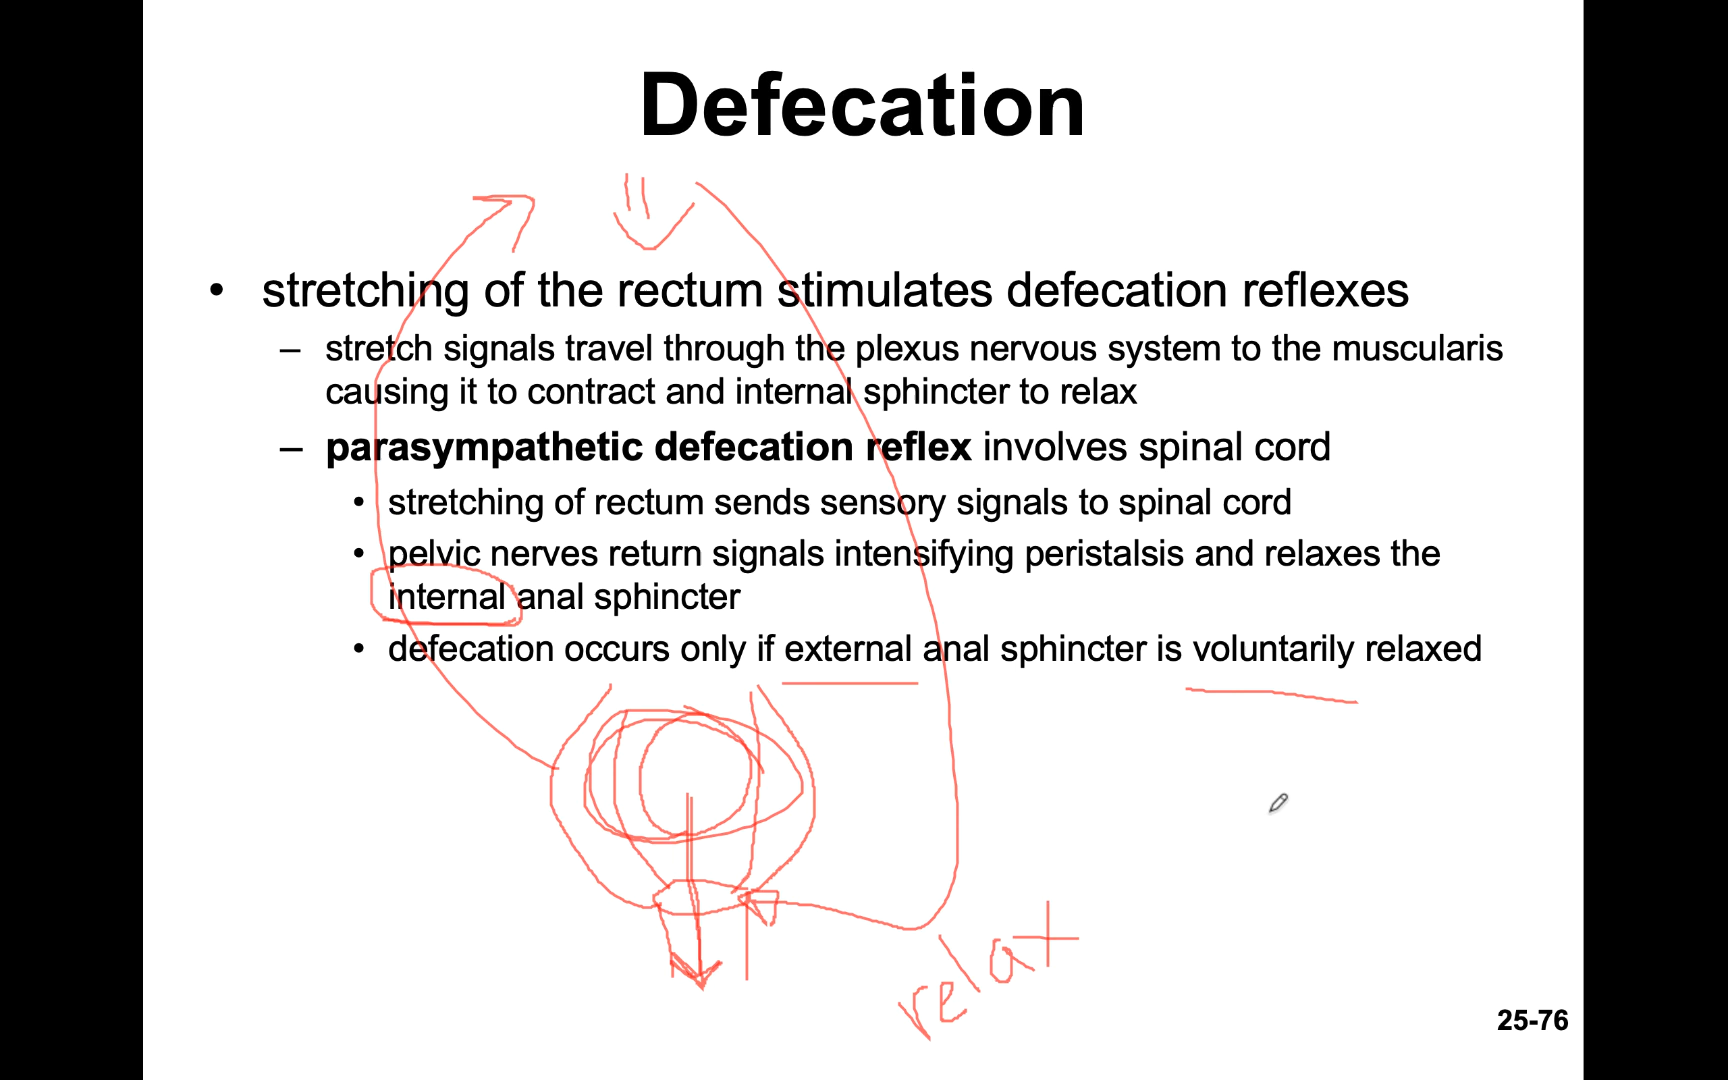 Defecation
• stretching of the rectum stimulates defecation reflexes
– stretch signals travel through the plexus nervous system to the muscularis
causing it to contract and internal sphincter to relax
– parasympathetic defecation reflex involves spinal cord
• stretching of rectum sends sensory signals to spinal cord
• pelvic nerves return signals intensifying peristalsis and relaxes the
internal anal sphincter
• defecation occurs only if external anal sphincter is voluntarily relaxed
relax
25-76